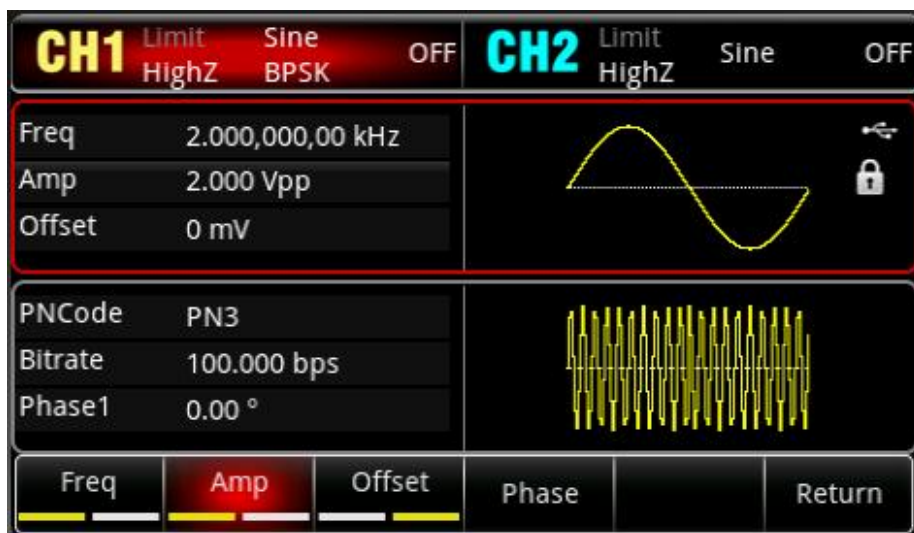 CH1 Limit Sine OFF CH2 Limit Sine OFF
HighZ BPSK HighZ
Freq 2.000,000,00 kHz
Amp 2.000 Vpp
Offset 0 mV
PNCode PN3
Bitrate 100.000 bps
Phase1 0.00 °
Freq Amp Offset Phase Return